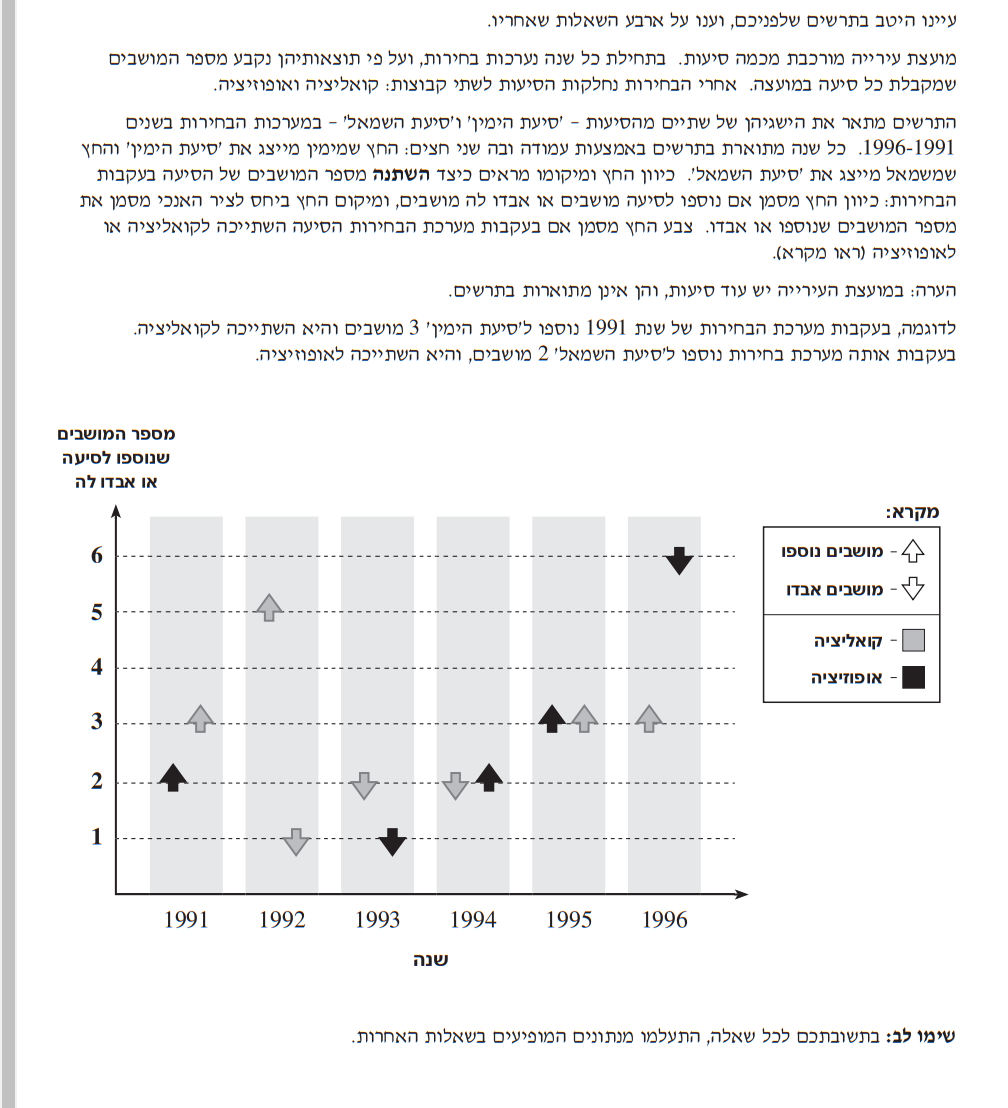 עיינו היטב בתרשים שלפניכם, וענו על ארבע השאלות שאחריו.
מועצת עירייה מורכבת מכמה סיעות. בתחילת כל שנה נערכות בחירות, ועל פי תוצאותיהן נקבע מספר המושבים
שמקבלת כל סיעה במועצה. אחרי הבחירות נחלקות הסיעות לשתי קבוצות: קואליציה ואופוזיציה.
התרשים מתאר את הישגיהן של שתיים מהסיעות – 'סיעת הימין' ו'סיעת השמאל' – במערכות הבחירות בשנים
1996-1991. כל שנה מתוארת בתרשים באמצעות עמודה ובה שני חצים: החץ שמימין מייצג את 'סיעת הימין' והחץ
שמשמאל מייצג את 'סיעת השמאל'. כיוון החץ ומיקומו מראים כיצד השתנה מספר המושבים של הסיעה בעקבות
הבחירות: כיוון החץ מסמן אם נוספו לסיעה מושבים או אבדו לה מושבים, ומיקום החץ ביחס לציר האנכי מסמן את
מספר המושבים שנוספו או אבדו. צבע החץ מסמן אם בעקבות מערכת הבחירות הסיעה השתייכה לקואליציה או
לאופוזיציה (ראו מקרא).
הערה: במועצת העירייה יש עוד סיעות, והן אינן מתוארות בתרשים.
לדוגמה, בעקבות מערכת הבחירות של שנת 1991 נוספו ל'סיעת הימין' 3 מושבים והיא השתייכה לקואליציה.
בעקבות אותה מערכת בחירות נוספו ל'סיעת השמאל' 2 מושבים, והיא השתייכה לאופוזיציה.
מספר המושבים
שנוספו לסיעה
או אבדו לה
מקרא:
מושבים נוספו -
מושבים אבדו -
קואליציה -
אופוזיציה -
6
5
4
3
2
1
1991 1992 1993 1994 1995 1996
שנה
שימו לב: בתשובתכם לכל שאלה, התעלמו מנתונים המופיעים בשאלות האחרות.